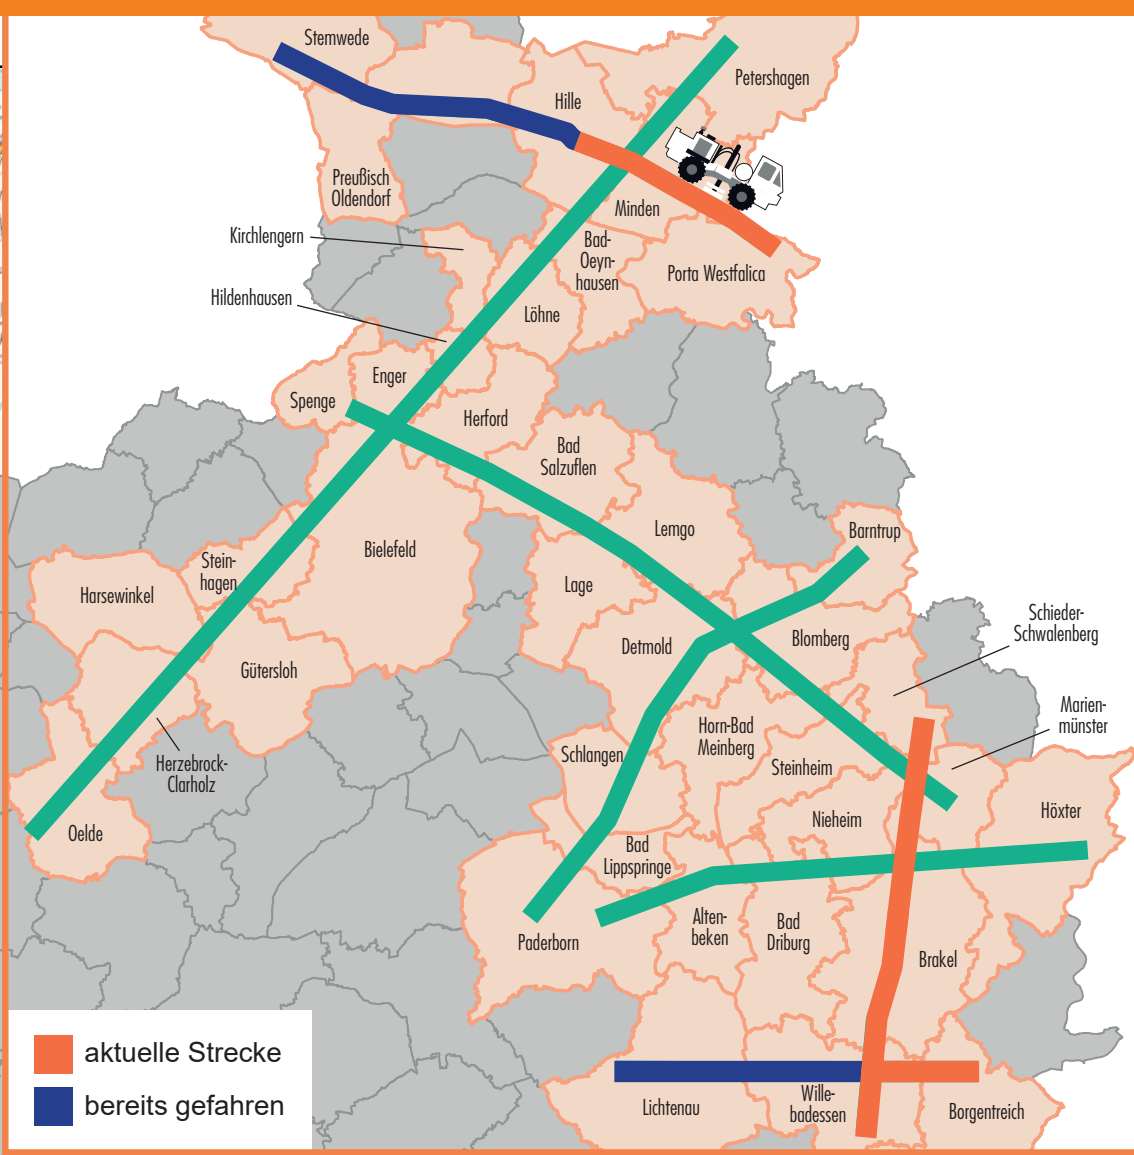 Stemwede
Petershagen
Hille
Preußisch
Oldendorf
Minden
Kirchlengern
Bad-
Oeyn-
hausen
Porta Westfalica
Hildenhausen
Löhne
Enger
Spenge
Herford
Bad
Salzuflen
Lemgo
Barntrup
Bielefeld
Stein-
hagen
Harsewinkel
Lage
Schieder-
Schwalenberg
Detmold
Blomberg
Gütersloh
Marien-
münster
Horn-Bad
Meinberg
Schlangen
Steinheim
Herzebrock-
Clarholz
Höxter
Nieheim
Oelde
Bad
Lippspringe
Alten-
beken
Bad
Driburg
Paderborn
Brakel
aktuelle Strecke
bereits gefahren
Lichtenau
Wille-
badessen
Borgentreich